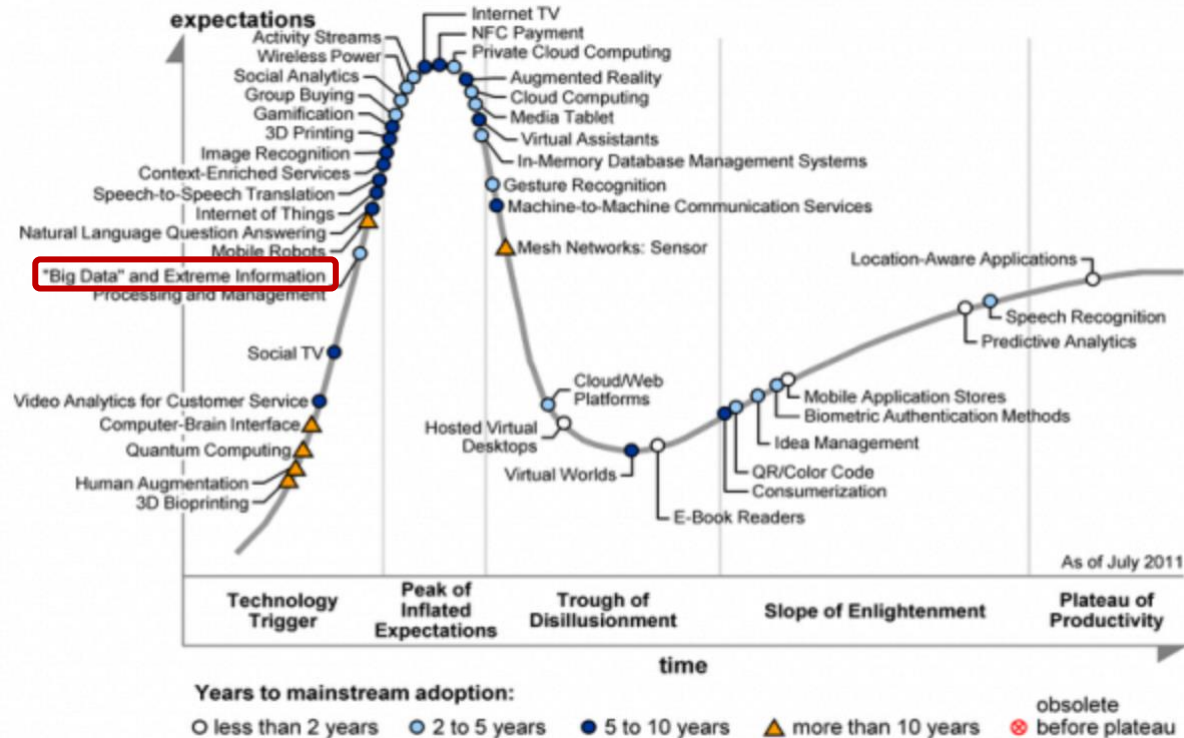 expectations
Activity Streams
Wireless Power
Social Analytics
Group Buying
Gamification
3D Printing
Image Recognition
Context-Enriched Services
Speech-to-Speech Translation
Internet of Things
Natural Language Question Answering
Mobile Robots
"Big Data" and Extreme Information
Processing and Management
Social TV
Video Analytics for Customer Service
Computer-Brain Interface
Quantum Computing
Human Augmentation
3D Bioprinting
Internet TV
NFC Payment
Private Cloud Computing
Augmented Reality
Cloud Computing
Media Tablet
Virtual Assistants
In-Memory Database Management Systems
Gesture Recognition
Machine-to-Machine Communication Services
Mesh Networks: Sensor
Cloud/Web
Platforms
Hosted Virtual
Desktops
Virtual Worlds
E-Book Readers
Consumerization
QR/Color Code
Idea Management
Biometric Authentication Methods
Mobile Application Stores
Location-Aware Applications
Speech Recognition
Predictive Analytics
As of July 2011
Technology
Trigger
Peak of
Inflated
Expectations
Trough of
Disillusionment
Slope of Enlightenment
Plateau of
Productivity
time
Years to mainstream adoption:
less than 2 years
2 to 5 years
5 to 10 years
more than 10 years
obsolete
before plateau